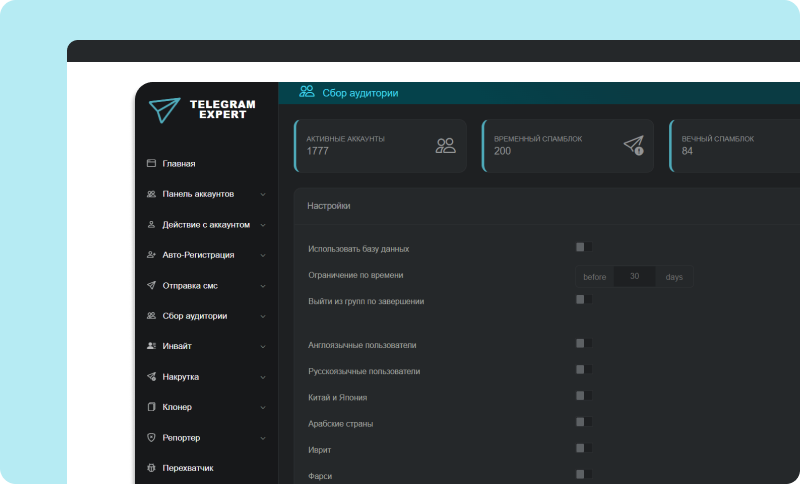 TELEGRAM
EXPERT
Сбор аудитории
АКТИВНЫЕ АККАУНТЫ
1777
ВРЕМЕННЫЙ СПАМБЛОК
200
ВЕЧНЫЙ СПАМБЛОК
84
Главная
Панель аккаунтов
Действие с аккаунтом
Авто-Регистрация
Отправка смс
Сбор аудитории
Инвайт
Накрутка
Клонер
Репортер
Перехватчик
Настройки
Использовать базу данных
Ограничение по времени
before 30 days
Выйти из групп по завершении
Англоязычные пользователи
Русскоязычные пользователи
Китай и Япония
Арабские страны
Иврит
Фарси